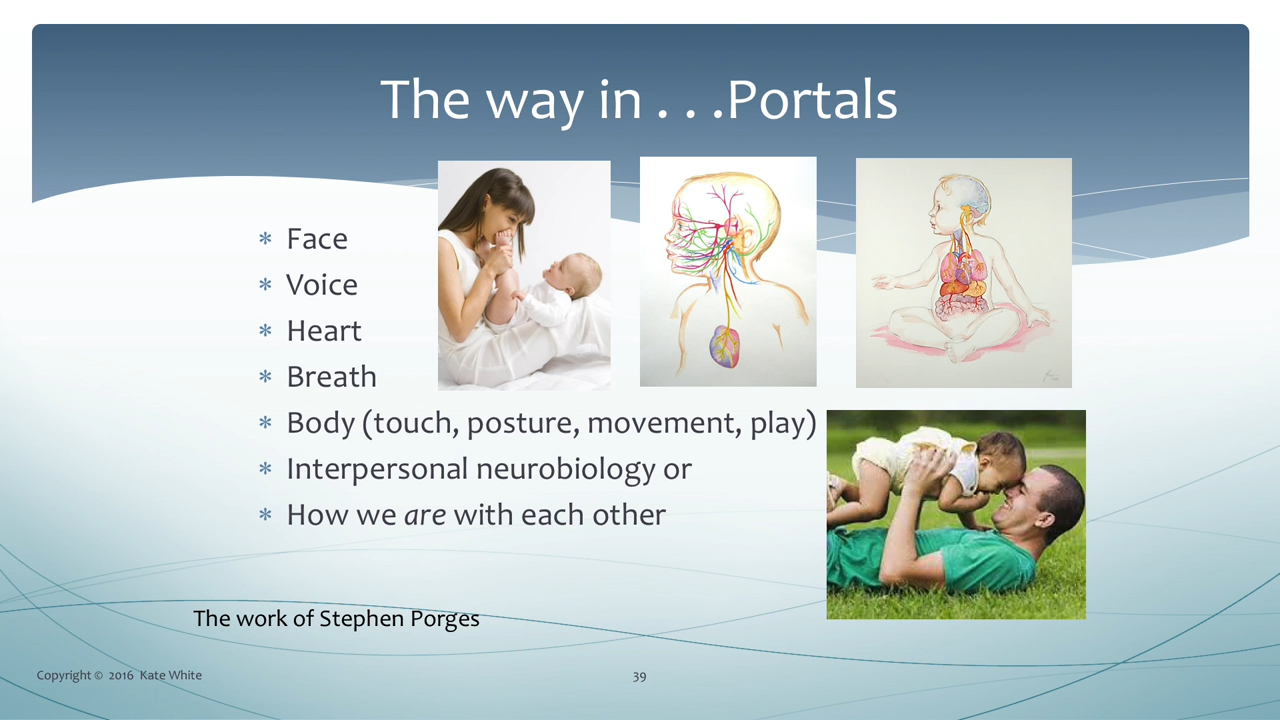 The way in . . .Portals
* Face
* Voice
* Heart
* Breath
* Body (touch, posture, movement, play)
* Interpersonal neurobiology or
* How we are with each other
The work of Stephen Porges
Copyright © 2016 Kate White
39